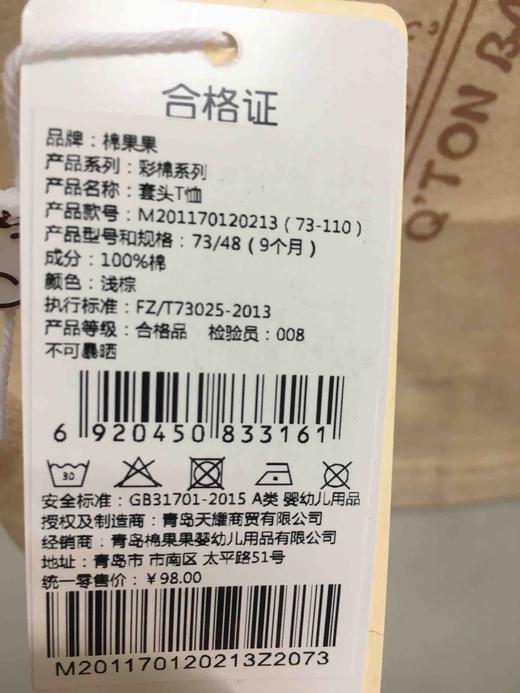 合格证
品牌：棉果果
产品系列：彩棉系列
产品名称：套头T恤
产品款号：M201170120213（73-110）
产品型号和规格：73/48（9个月）
成分：100%棉
颜色：浅棕
执行标准：FZ/T73025-2013
产品等级：合格品 检验员：008
不可暴晒
6 920450 833161
30
安全标准：GB31701-2015 A类 婴幼儿用品
授权及制造商：青岛天耀商贸有限公司
经销商：青岛棉果果婴幼儿用品有限公司
地址：青岛市 市南区 太平路51号
统一零售价：￥98.00
M201170120213Z2073
Q'TON BA